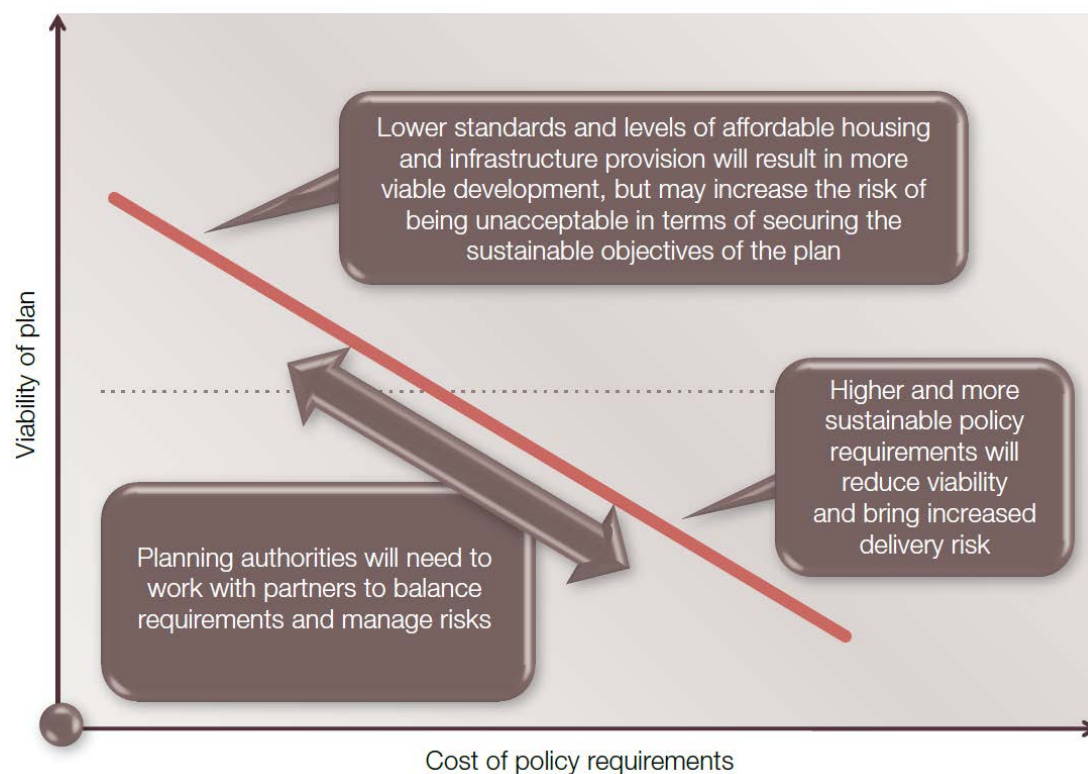 Lower standards and levels of affordable housing
and infrastructure provision will result in more
viable development, but may increase the risk of
being unacceptable in terms of securing the
sustainable objectives of the plan
Viability of plan
Higher and more
sustainable policy
requirements will
reduce viability
and bring increased
delivery risk
Planning authorities will need to
work with partners to balance
requirements and manage risks
Cost of policy requirements